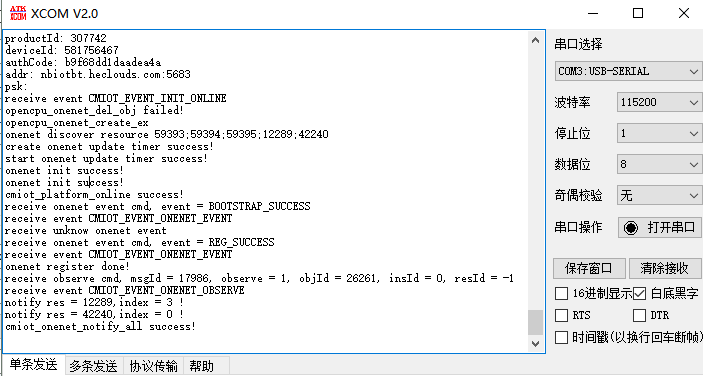 ATK
XCOM
XCOM V2.0
productId: 307742
deviceId: 581756467
authCode: b9f68dd1daadea4a
addr: nbiotbt.heclouds.com:5683
psk:
receive event CMIOT_EVENT_INIT_ONLINE
opencpu_onenet_del_obj failed!
opencpu_onenet_create_ex
onenet discover resource 59393;59394;59395;12289;42240
create onenet update timer success!
start onenet update timer success!
onenet init success!
onenet init success!
cmiot_platform_online success!
receive onenet event cmd, event = BOOTSTRAP_SUCCESS
receive event CMIOT_EVENT_ONENET_EVENT
receive unknow onenet event
receive onenet event cmd, event = REG_SUCCESS
receive event CMIOT_EVENT_ONENET_EVENT
onenet register done!
receive observe cmd, msgId = 17986, observe = 1, objId = 26261, insId = 0, resId = -1
receive event CMIOT_EVENT_ONENET_OBSERVE
notify res = 12289,index = 3 !
notify res = 42240,index = 0 !
cmiot_onenet_notify_all success!
单条发送 多条发送 协议传输 帮助
串口选择
COM3:USB-SERIAL
波特率 115200
停止位 1
数据位 8
奇偶校验 无
串口操作 打开串口
保存窗口 清除接收
16进制显示 白底黑字
RTS DTR
时间戳(以换行回车断帧)